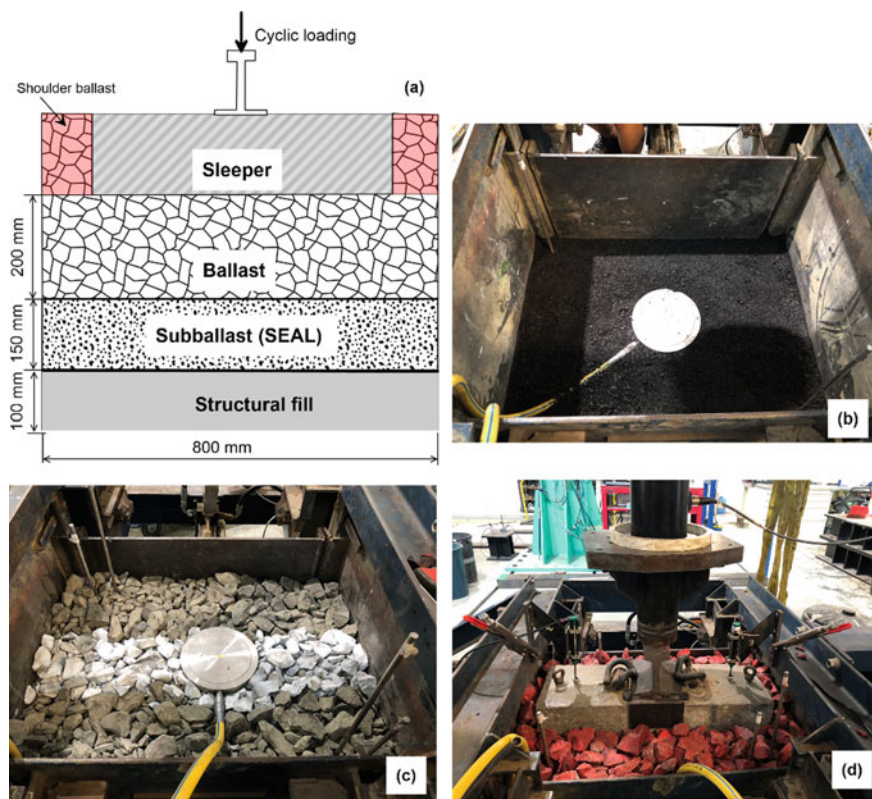 Cyclic loading
(a)
Shoulder ballast
Sleeper
200 mm
Ballast
150 mm
Subballast (SEAL)
100 mm
Structural fill
800 mm
(b)
(c)
(d)